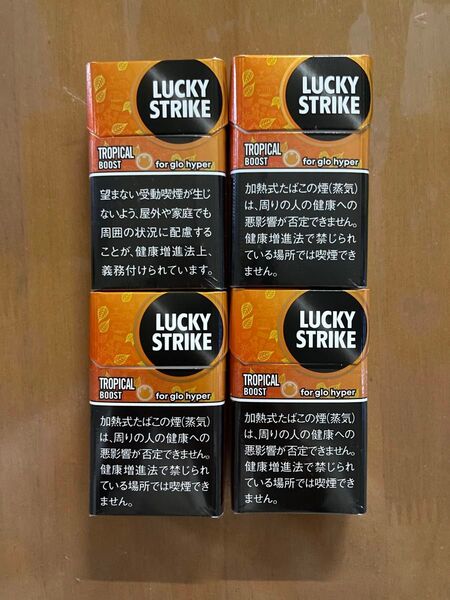 LUCKY
STRIKE
TROPICAL
BOOST
for glo hyper
望まない受動喫煙が生じ
ないよう、屋外や家庭でも
周囲の状況に配慮する
ことが、健康増進法上、
義務付けられています。
LUCKY
STRIKE
TROPICAL
BOOST
for glo hyper
加熱式たばこの煙(蒸気)
は、周りの人の健康への
悪影響が否定できません。
健康増進法で禁じられ
ている場所では喫煙でき
ません。
LUCKY
STRIKE
TROPICAL
BOOST
for glo hyper
加熱式たばこの煙(蒸気)
は、周りの人の健康への
悪影響が否定できません。
健康増進法で禁じられ
ている場所では喫煙でき
ません。
LUCKY
STRIKE
TROPICAL
BOOST
for glo hyper
加熱式たばこの煙(蒸気)
は、周りの人の健康への
悪影響が否定できません。
健康増進法で禁じられ
ている場所では喫煙でき
ません。